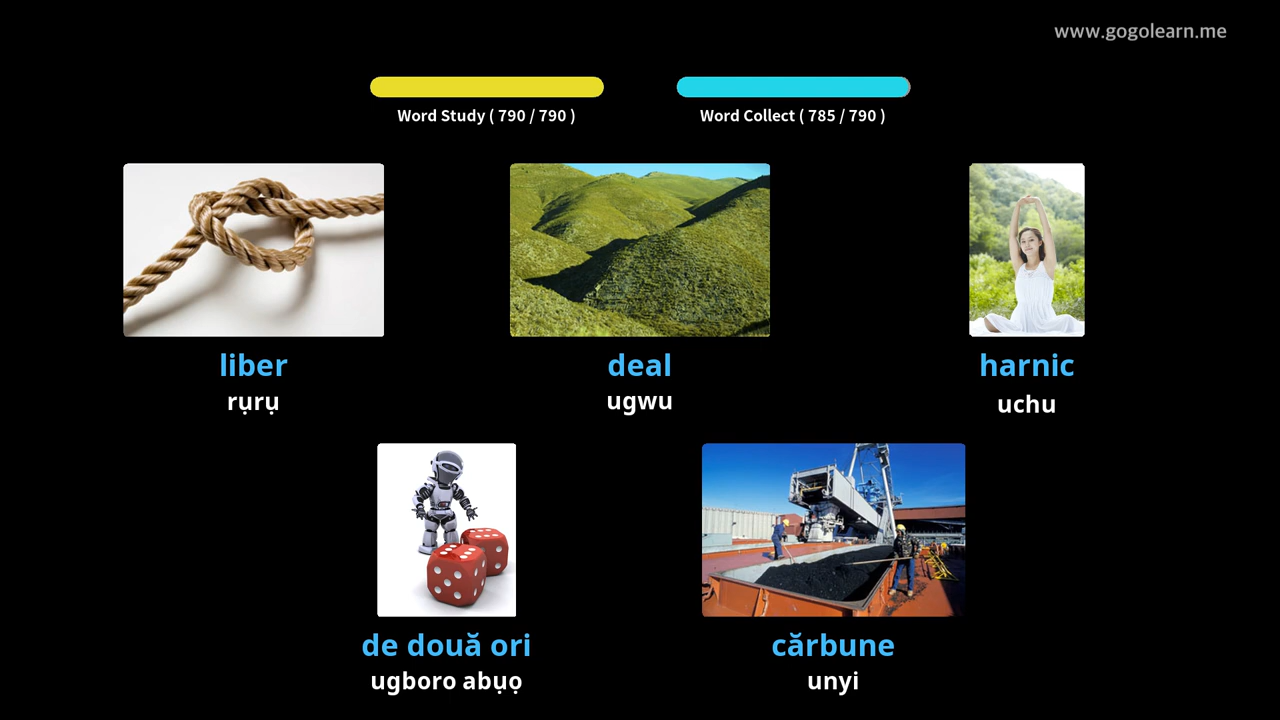 www.gogolearn.me
Word Study ( 790 / 790 )
Word Collect ( 785 / 790 )
liber
rụrụ
deal
ugwu
harnic
uchu
de două ori
ugboro abụọ
cărbune
unyi